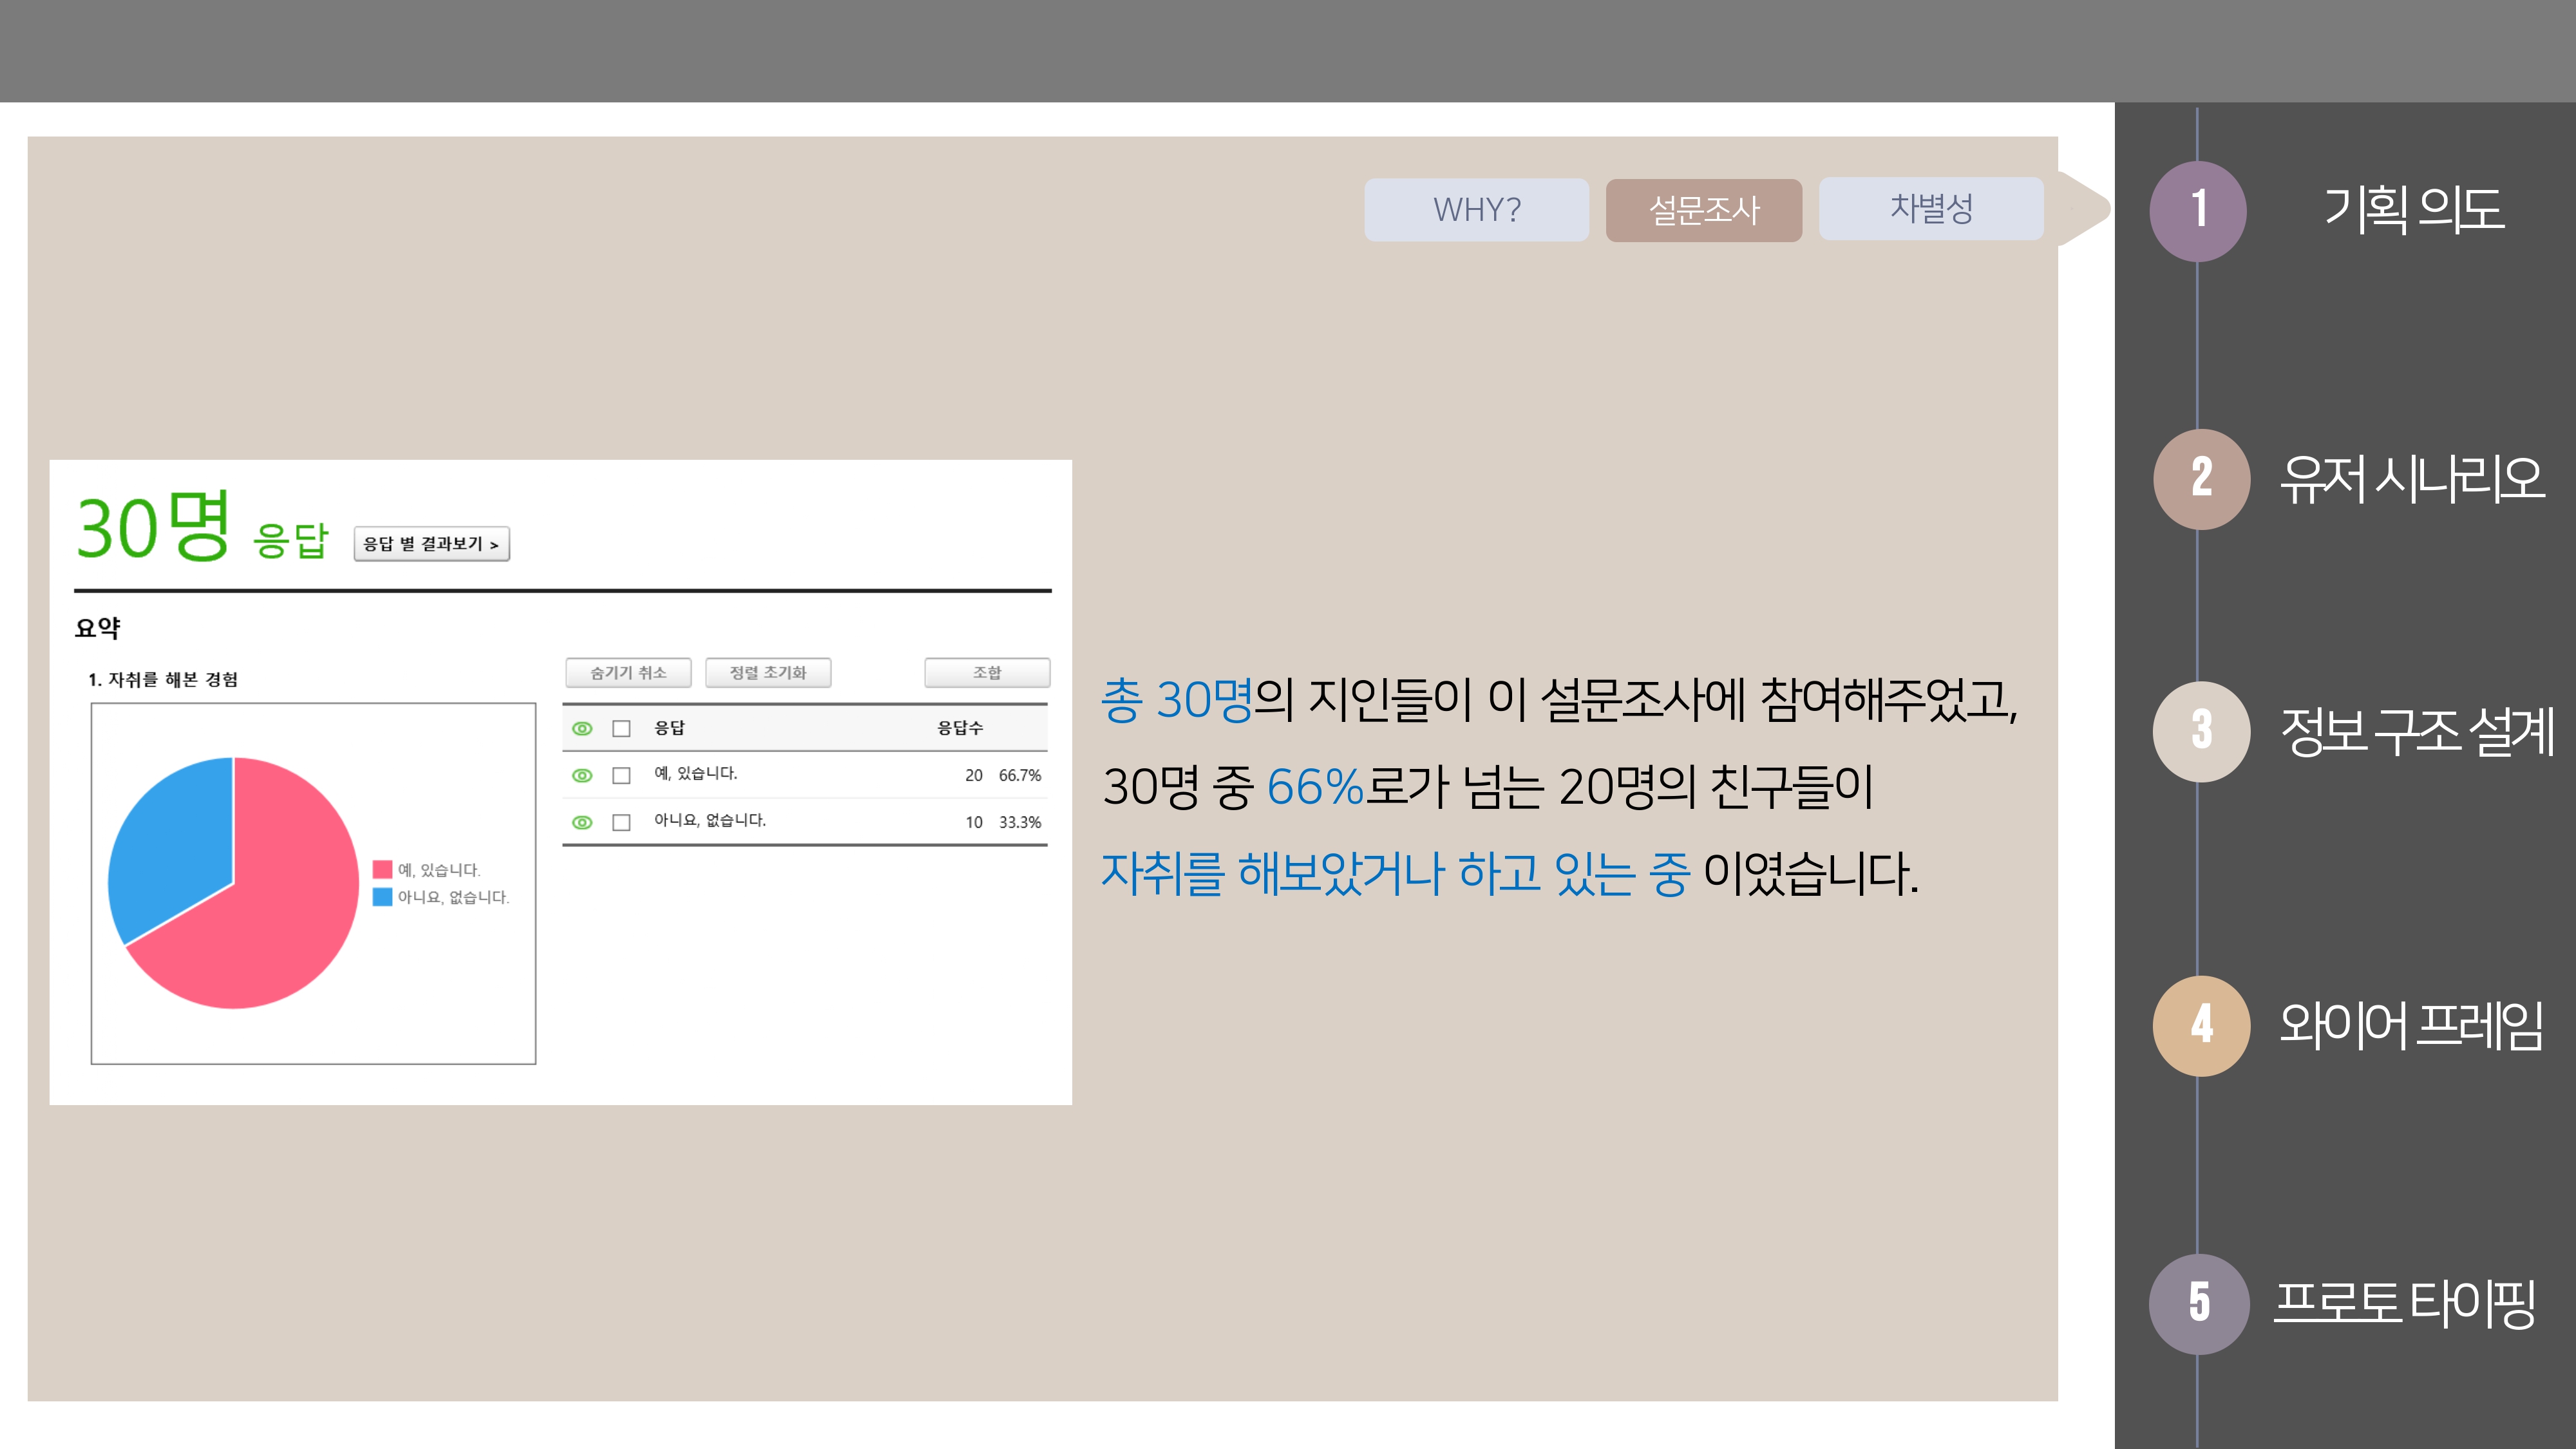 WHY?
설문조사
차별성
30명 응답
응답 별 결과보기 >
요약
1. 자취를 해본 경험
예, 있습니다.
아니요, 없습니다.
숨기기 취소
정렬 초기화
조합
응답 응답수
예, 있습니다. 20 66.7%
아니요, 없습니다. 10 33.3%
총 30명의 지인들이 이 설문조사에 참여해주었고,
30명 중 66%로가 넘는 20명의 친구들이
자취를 해보았거나 하고 있는 중 이였습니다.
1 기획 의도
2 유저 시나리오
3 정보 구조 설계
4 와이어 프레임
5 프로토 타이핑